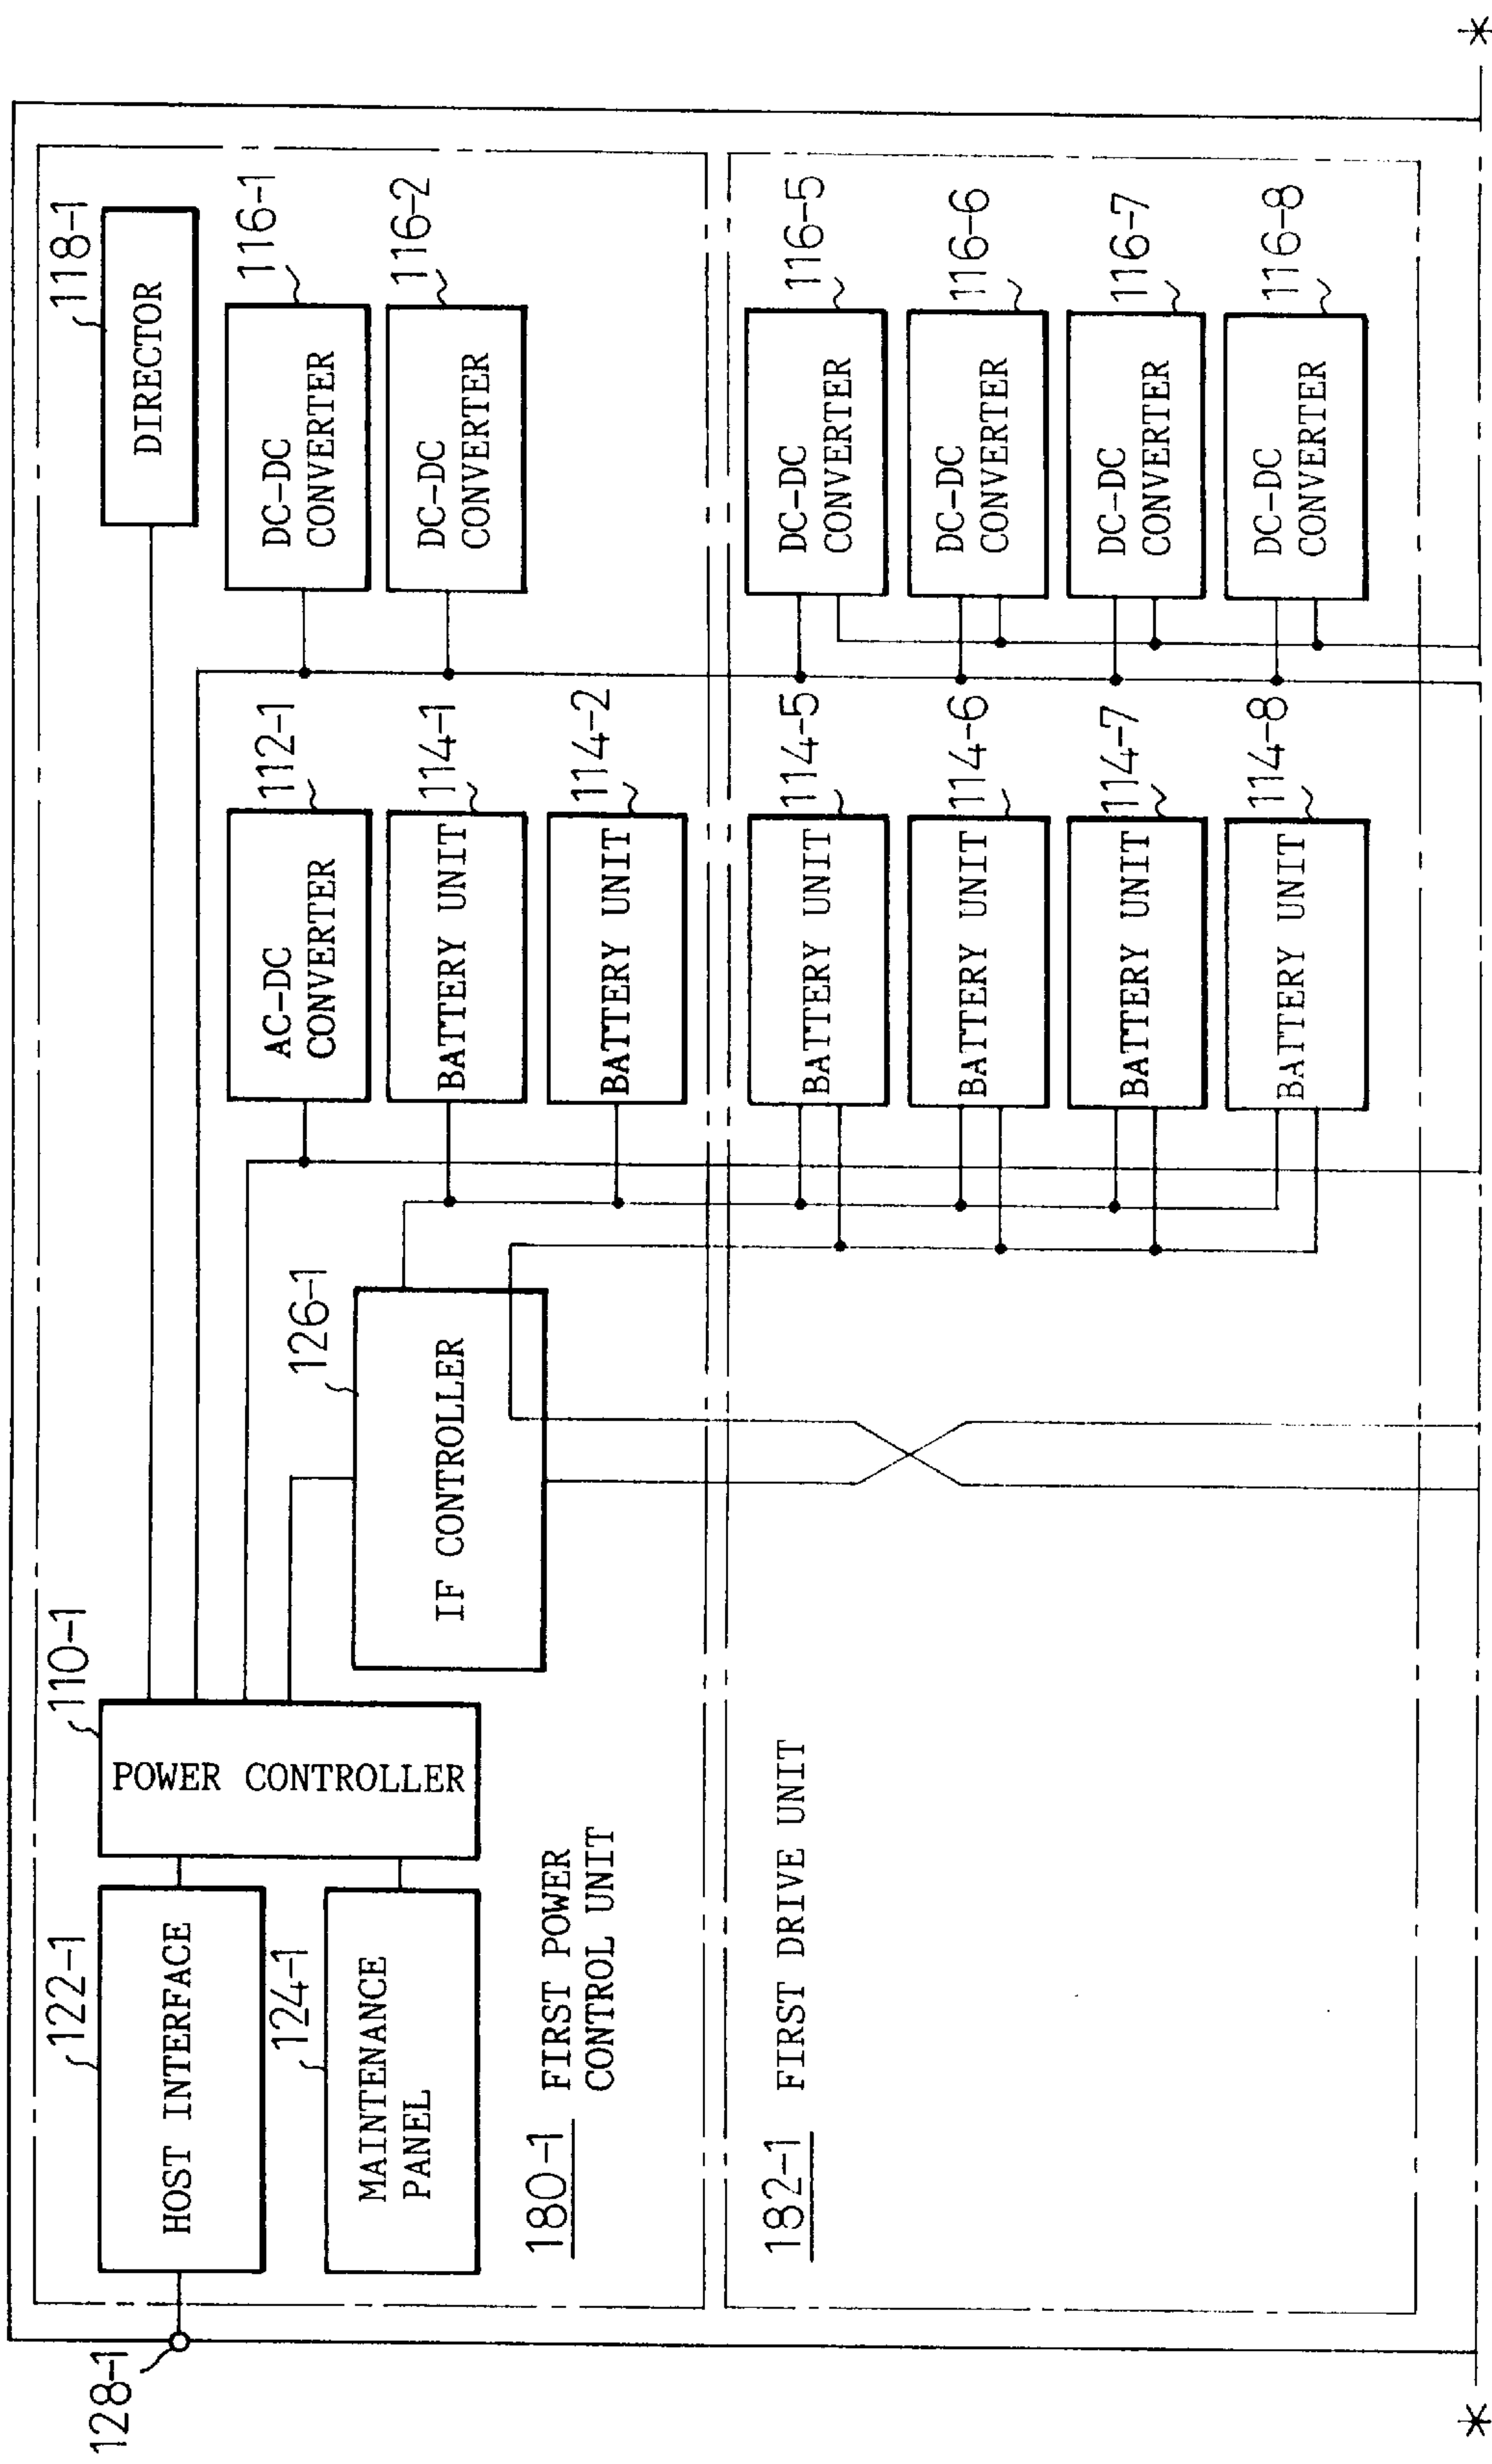 128-1
122-1
HOST INTERFACE
124-1
MAINTENANCE
PANEL
110-1
POWER CONTROLLER
180-1 FIRST POWER
CONTROL UNIT
126-1
IF CONTROLLER
118-1
DIRECTOR
112-1
AC-DC
CONVERTER
114-1
BATTERY UNIT
114-2
BATTERY UNIT
116-1
DC-DC
CONVERTER
116-2
DC-DC
CONVERTER
182-1 FIRST DRIVE UNIT
114-5
BATTERY UNIT
114-6
BATTERY UNIT
114-7
BATTERY UNIT
114-8
BATTERY UNIT
116-5
DC-DC
CONVERTER
116-6
DC-DC
CONVERTER
116-7
DC-DC
CONVERTER
116-8
DC-DC
CONVERTER
* *